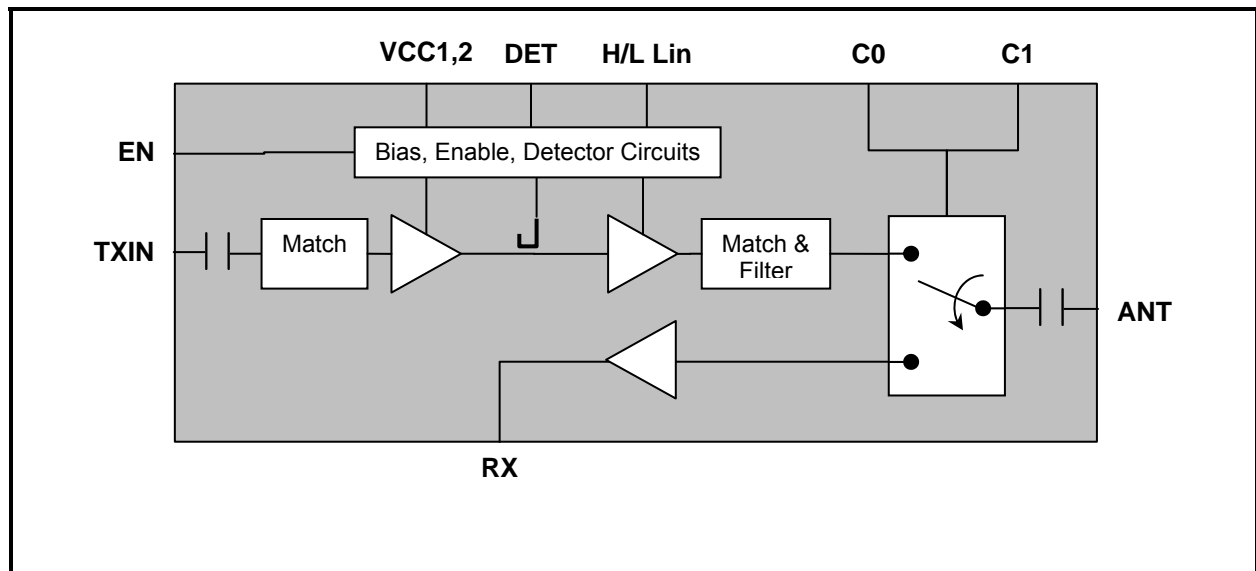 VCC1,2 DET H/L Lin C0 C1
EN
Bias, Enable, Detector Circuits
TXIN
Match
Match &
Filter
ANT
RX